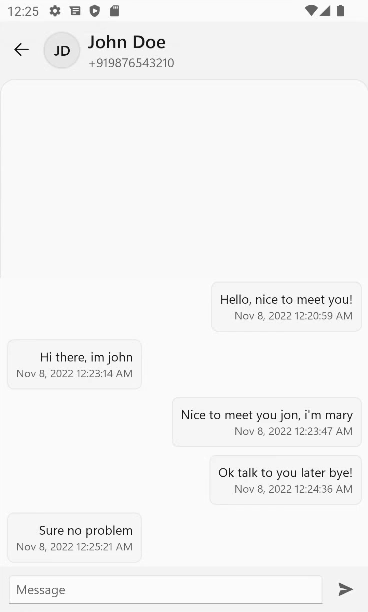 12:25
JD
John Doe
+919876543210
Hello, nice to meet you!
Nov 8, 2022 12:20:59 AM
Hi there, im john
Nov 8, 2022 12:23:14 AM
Nice to meet you jon, i'm mary
Nov 8, 2022 12:23:47 AM
Ok talk to you later bye!
Nov 8, 2022 12:24:36 AM
Sure no problem
Nov 8, 2022 12:25:21 AM
Message